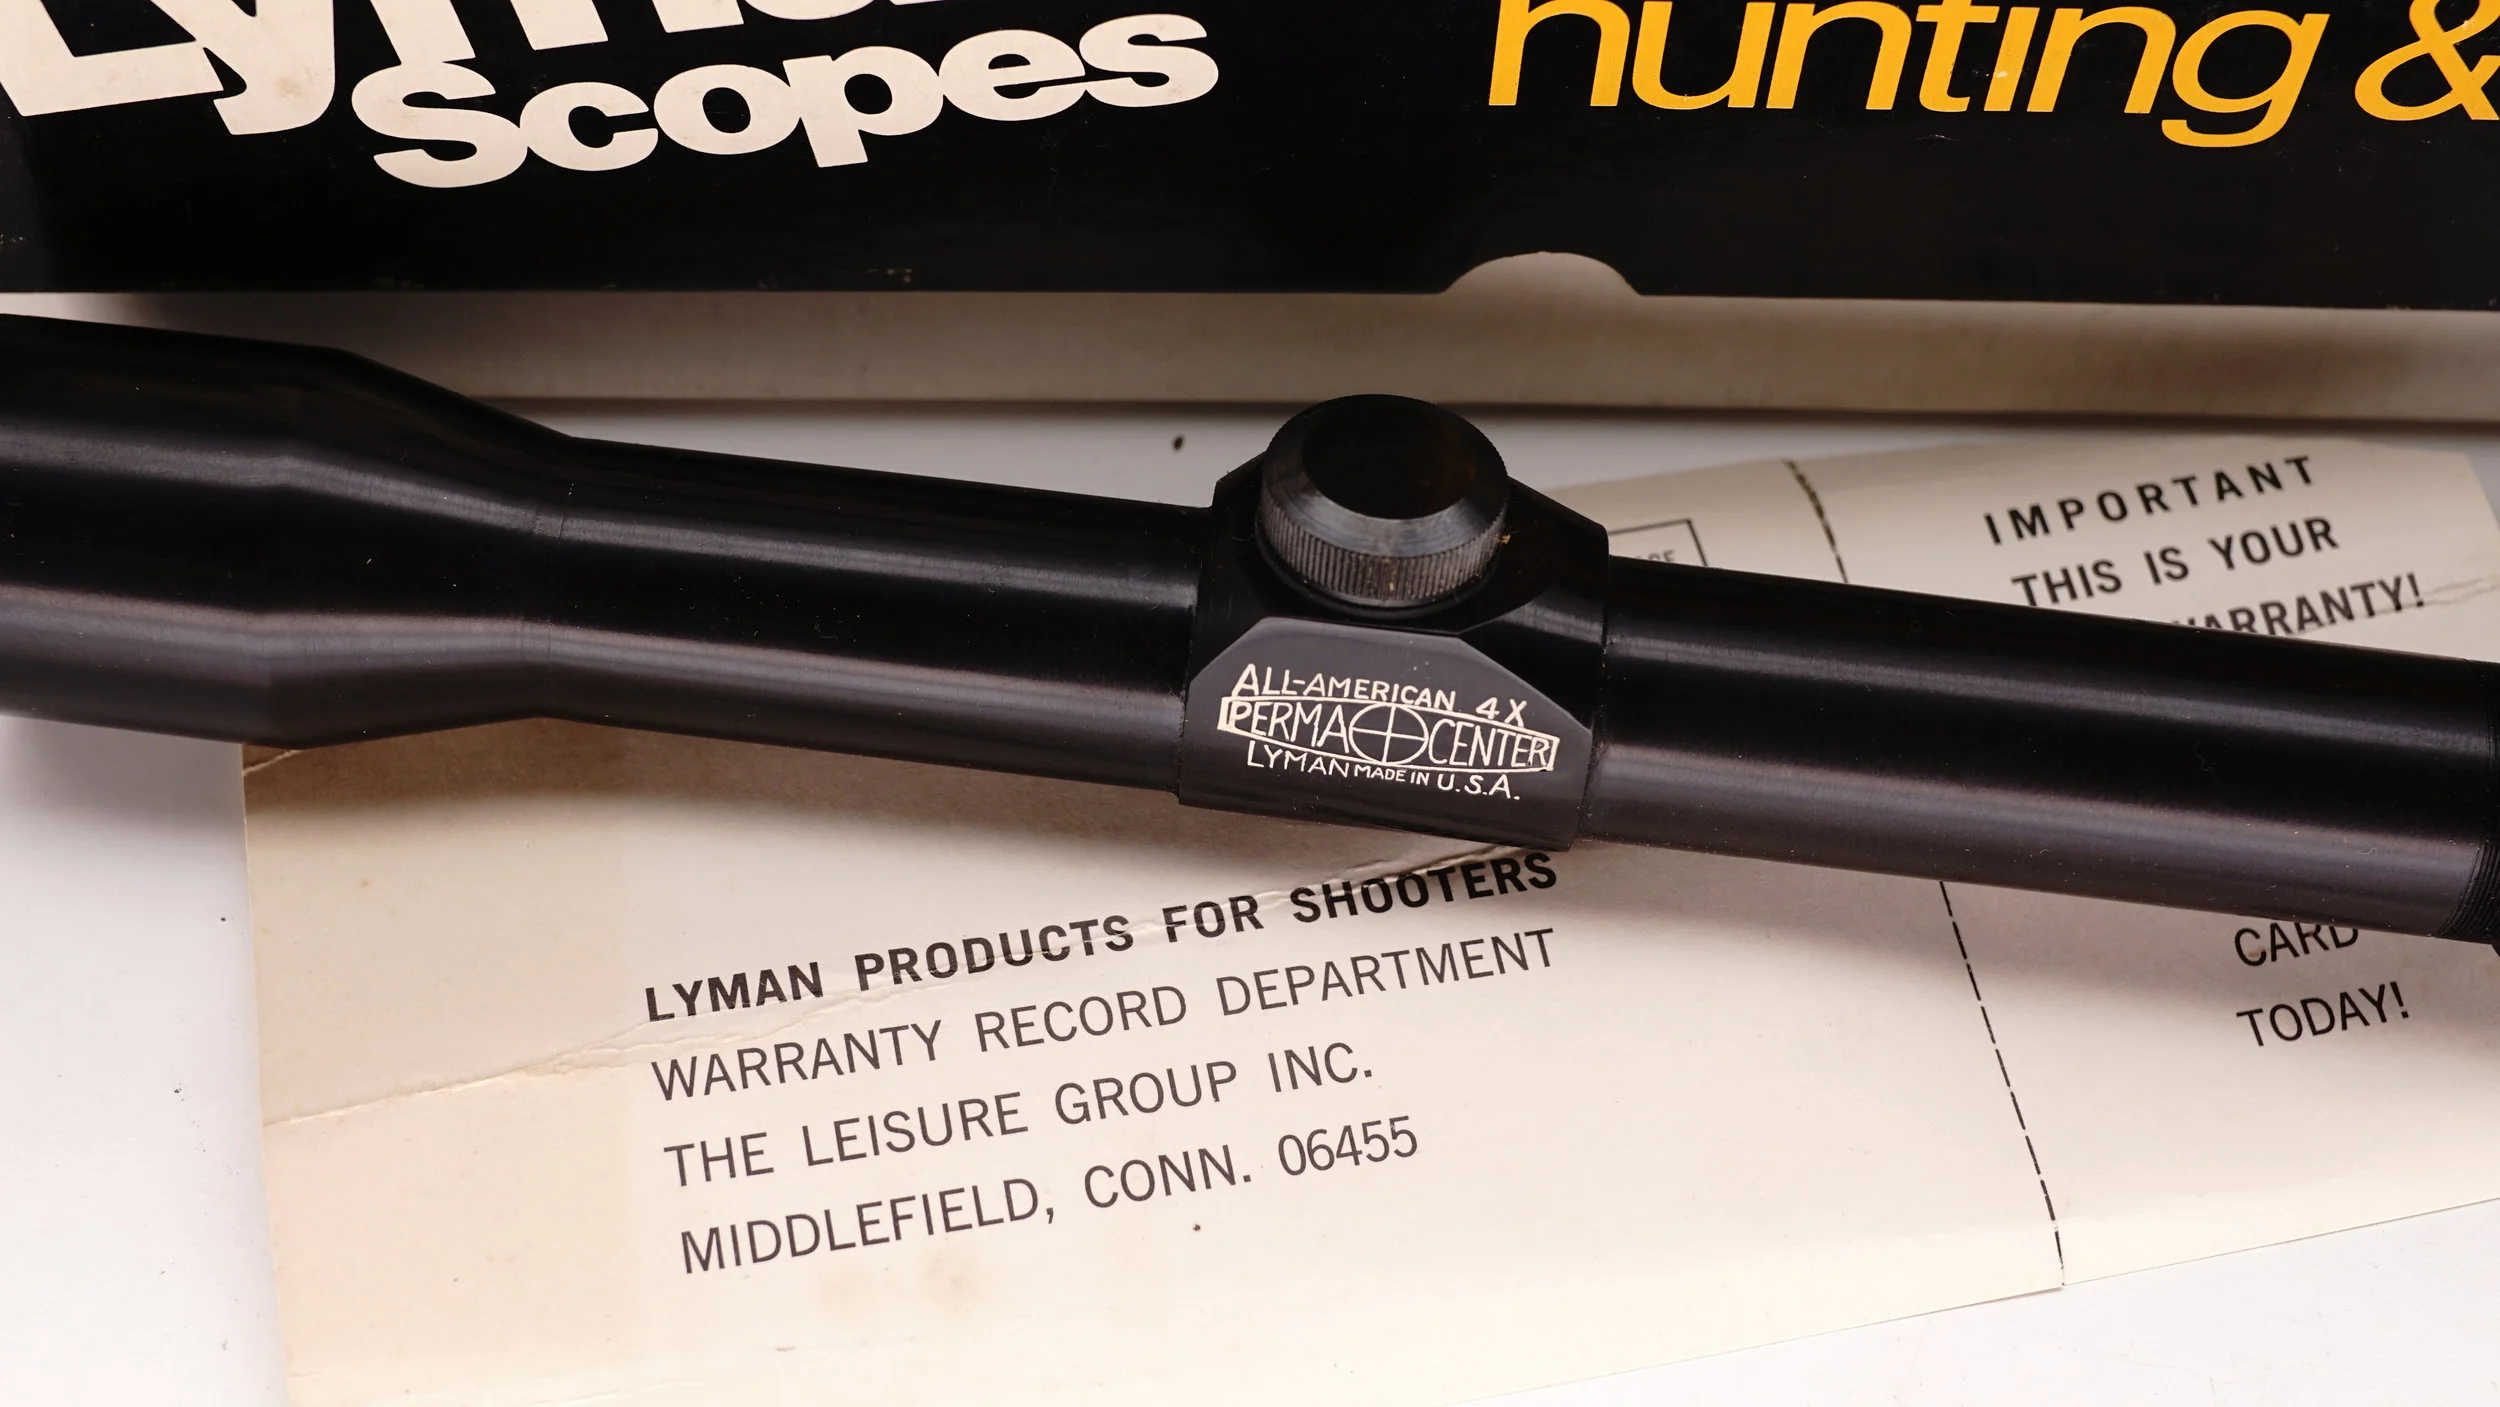 scopes
hunting &
IMPORTANT
THIS IS YOUR
WARRANTY!
ALL-AMERICAN 4X
PERMA CENTER
LYMAN MADE IN U.S.A.
LYMAN PRODUCTS FOR SHOOTERS
WARRANTY RECORD DEPARTMENT
THE LEISURE GROUP INC.
MIDDLEFIELD, CONN. 06455
CARD
TODAY!